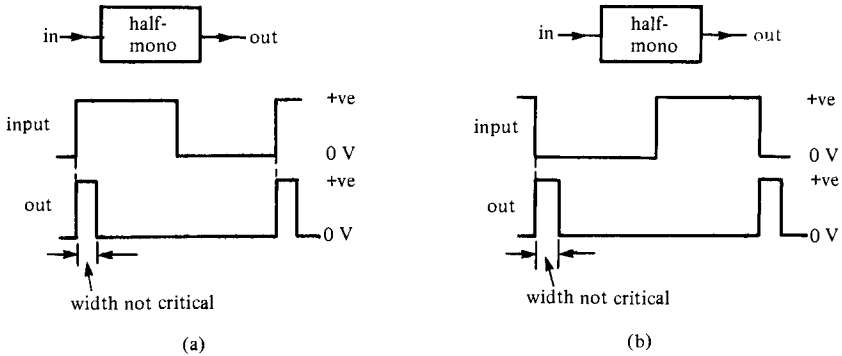 in
half-
mono
out
input
+ve
0 V
out
+ve
0 V
width not critical
(a)
in
half-
mono
out
input
+ve
0 V
out
+ve
0 V
width not critical
(b)